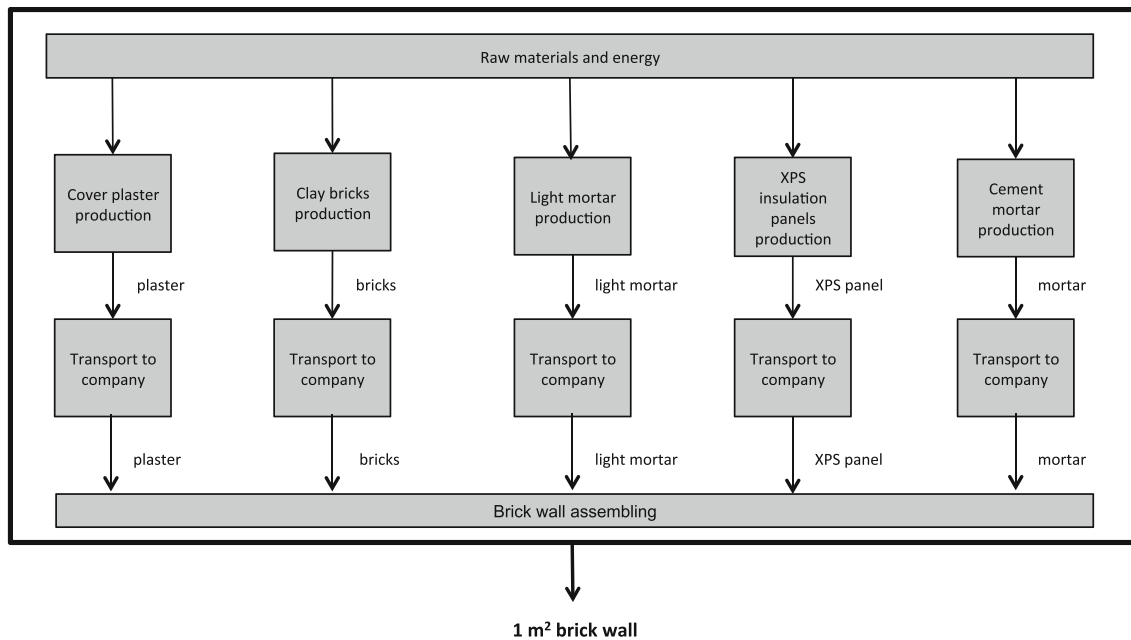 Raw materials and energy
Cover plaster
production
Clay bricks
production
Light mortar
production
XPS
insulation
panels
production
Cement
mortar
production
plaster
bricks
light mortar
XPS panel
mortar
Transport to
company
Transport to
company
Transport to
company
Transport to
company
Transport to
company
plaster
bricks
light mortar
XPS panel
mortar
Brick wall assembling
1 m² brick wall